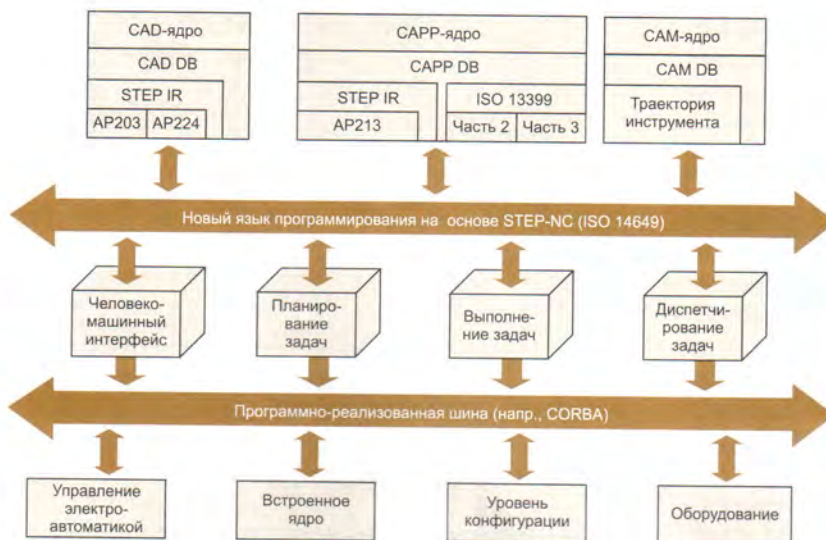 CAD-ядро
CAD DB
STEP IR
AP203
AP224
CAPP-ядро
CAPP DB
STEP IR
AP213
ISO 13399
Часть 2
Часть 3
CAM-ядро
CAM DB
Траектория
инструмента
Новый язык программирования на основе STEP-NC (ISO 14649)
Человеко-
машинный
интерфейс
Планиро-
вание
задач
Выполне-
ние задач
Диспетчи-
рование
задач
Программно-реализованная шина (напр., CORBA)
Управление
электро-
автоматикой
Встроенное
ядро
Уровень
конфигурации
Оборудование